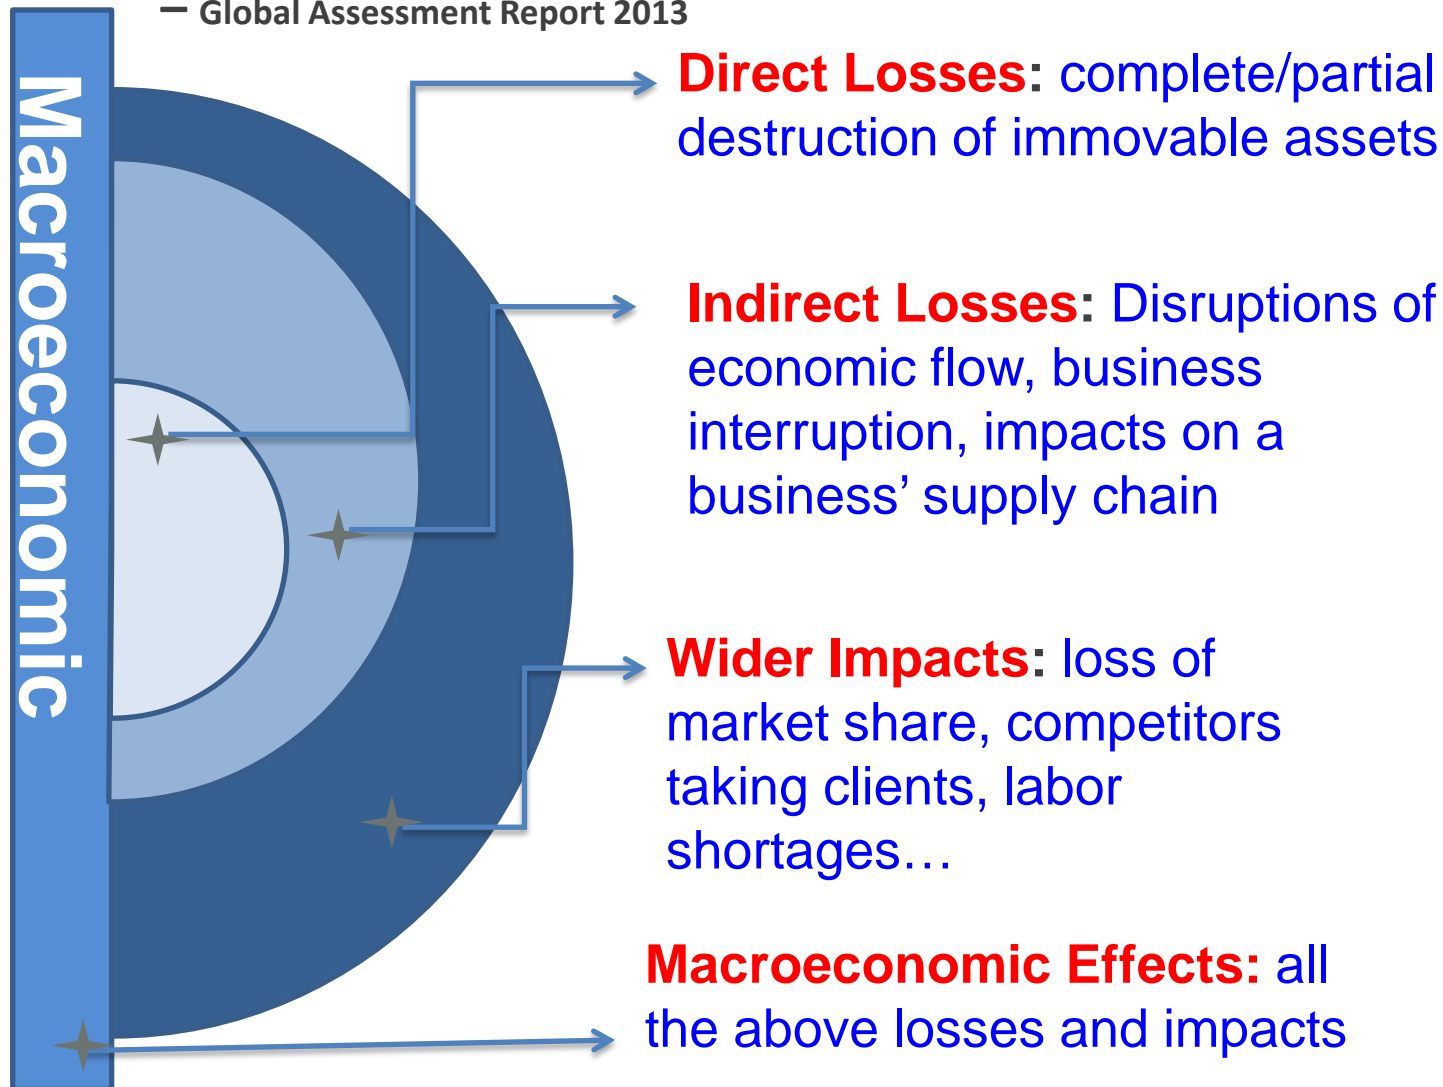 – Global Assessment Report 2013
Macroeconomic
Direct Losses: complete/partial
destruction of immovable assets
Indirect Losses: Disruptions of
economic flow, business
interruption, impacts on a
business’ supply chain
Wider Impacts: loss of
market share, competitors
taking clients, labor
shortages…
Macroeconomic Effects: all
the above losses and impacts